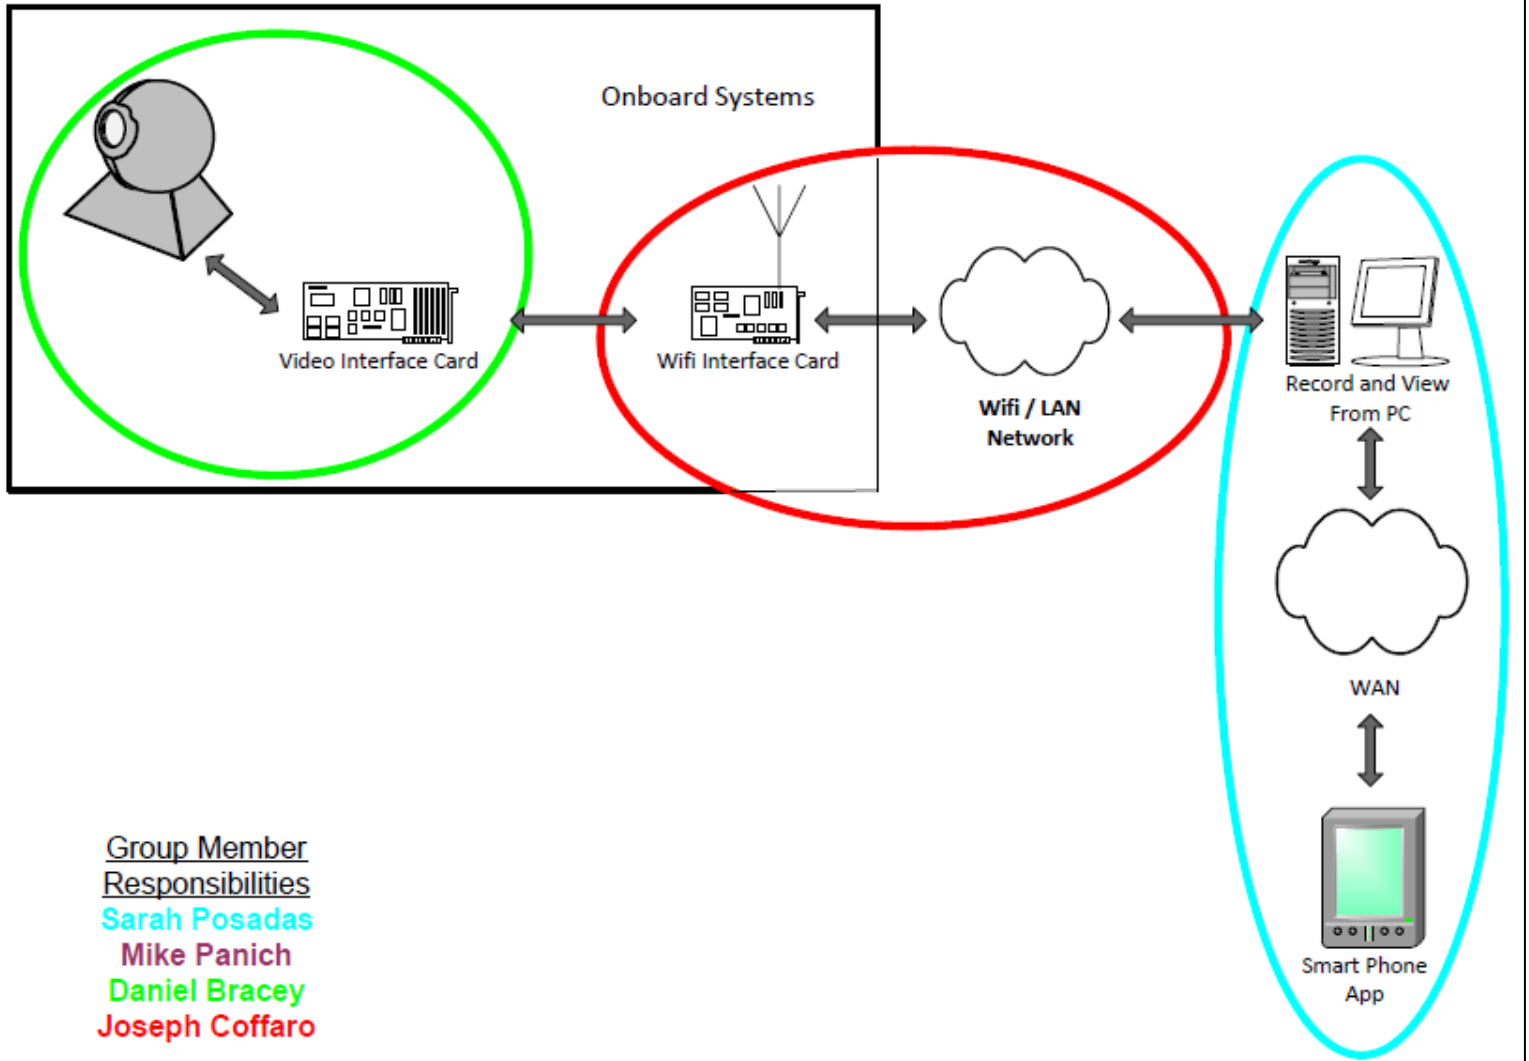 Onboard Systems
Video Interface Card
Wifi Interface Card
Wifi / LAN
Network
Record and View
From PC
WAN
Smart Phone
App
Group Member
Responsibilities
Sarah Posadas
Mike Panich
Daniel Bracey
Joseph Coffaro